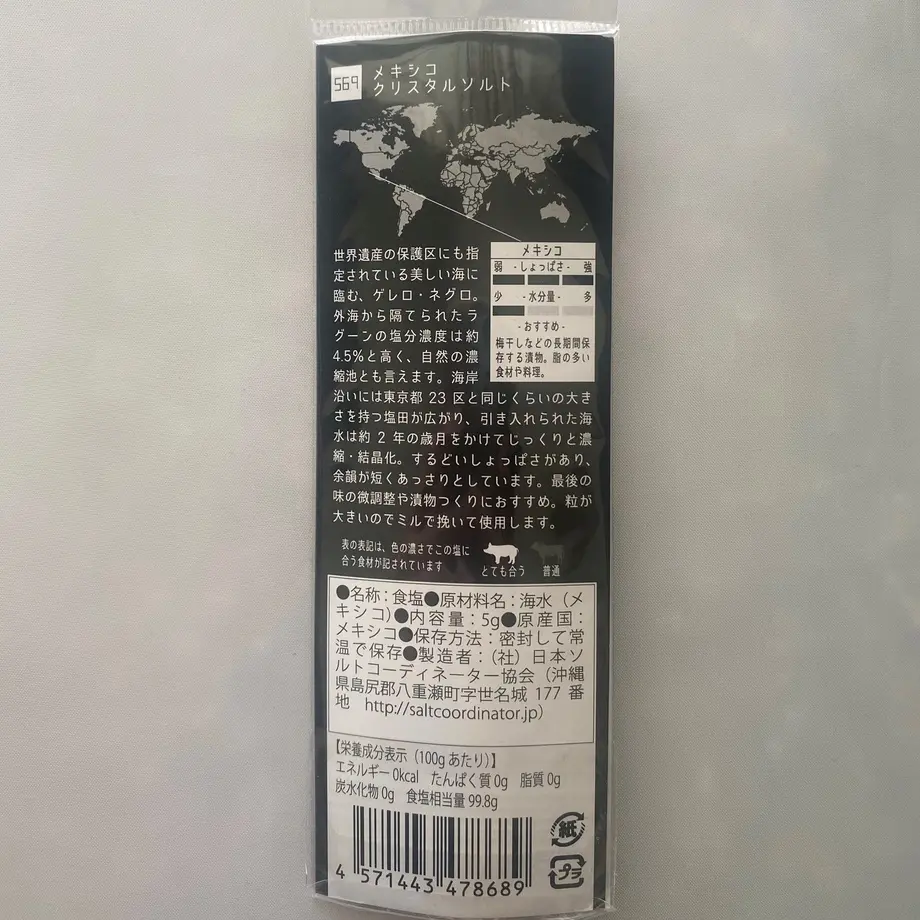 569
メキシコ
クリスタルソルト
世界遺産の保護区にも指
定されている美しい海に
臨む、ゲレロ・ネグロ。
外海から隔てられたラ
グーンの塩分濃度は約
4.5%と高く、自然の濃
縮池とも言えます。海岸
沿いには東京都 23 区と同じくらいの大き
さを持つ塩田が広がり、引き入れられた海
水は約 2 年の歳月をかけてじっくりと濃
縮・結晶化。するどいしょっぱさがあり、
余韻が短くあっさりとしています。最後の
味の微調整や漬物つくりにおすすめ。粒が
大きいのでミルで挽いて使用します。
メキシコ
弱 -しょっぱさ- 強
少 -水分量- 多
-おすすめ-
梅干しなどの長期間保
存する漬物。脂の多い
食材や料理。
表の表記は、色の濃さでこの塩に
合う食材が記されています
とても合う 普通
●名称：食塩●原材料名：海水（メ
キシコ）●内容量：5g●原産国：
メキシコ●保存方法：密封して常
温で保存●製造者：（社）日本ソ
ルトコーディネーター協会（沖縄
県島尻郡八重瀬町字世名城 177 番
地 http://saltcoordinator.jp）
【栄養成分表示（100gあたり）】
エネルギー 0kcal たんぱく質 0g 脂質 0g
炭水化物 0g 食塩相当量 99.8g
紙
プラ
4 571443 478689